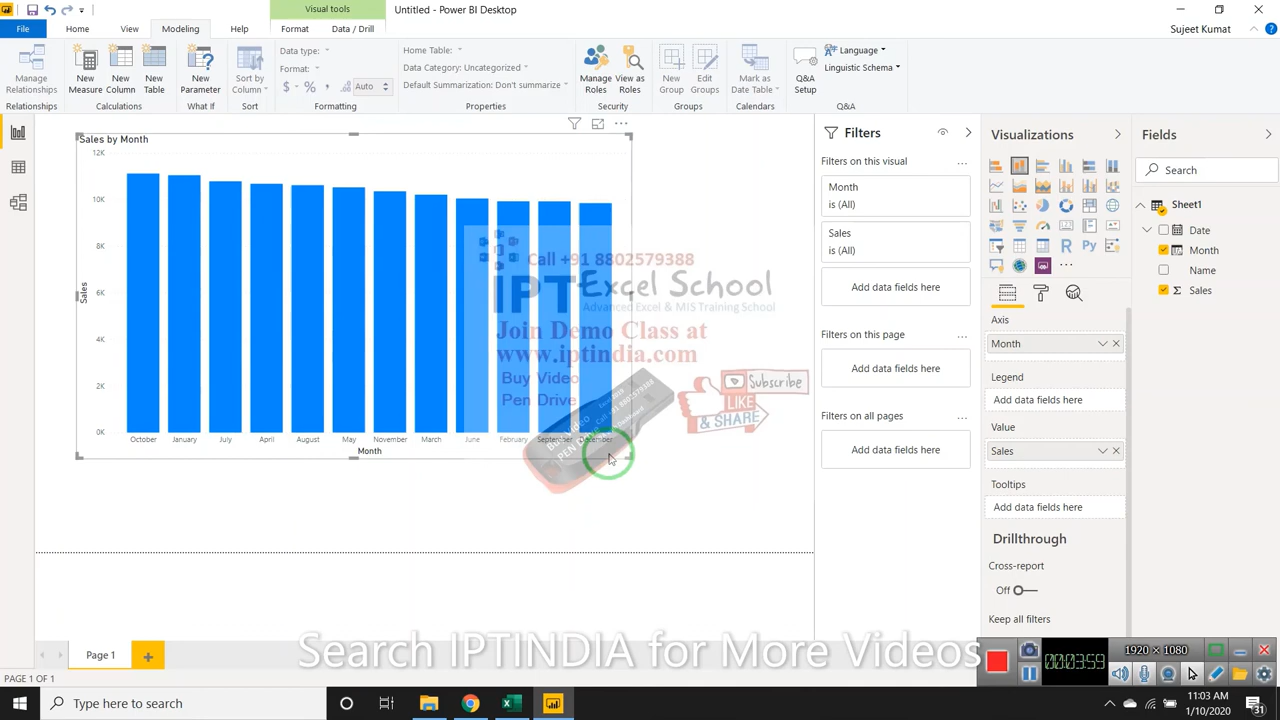 Visual tools
Untitled - Power BI Desktop
File
Home
View
Modeling
Help
Format
Data / Drill
Sujeet Kumat
Manage
Relationships
New
Measure
New
Column
New
Table
New
Parameter
Sort by
Column
Data type:
Format:
$ % , Auto
Home Table:
Data Category: Uncategorized
Default Summarization: Don't summarize
Manage
Roles
View as
Roles
New
Group
Edit
Groups
Mark as
Date Table
Q&A
Setup
Language
Linguistic Schema
Relationships
Calculations
What If
Sort
Formatting
Properties
Security
Groups
Calendars
Q&A
Sales by Month
12K
10K
8K
6K
4K
2K
0K
Sales
October
January
July
April
August
May
November
March
June
February
September
December
Month
Call +91 8802579388
IPT Excel School
Advanced Excel & MIS Training School
Join Demo Class at
www.iptindia.com
Buy Video
Pen Drive
Subscribe
LIKE
& SHARE
Filters
Filters on this visual
Month
is (All)
Sales
is (All)
Add data fields here
Filters on this page
Add data fields here
Filters on all pages
Add data fields here
Visualizations
R
Py
Axis
Month
Legend
Add data fields here
Value
Sales
Tooltips
Add data fields here
Drillthrough
Cross-report
Off
Keep all filters
Fields
Search
Sheet1
Date
Month
Name
Sales
Search IPTINDIA for More Videos
Page 1
PAGE 1 OF 1
1920 × 1080
00:03:59
Type here to search
11:03 AM
1/10/2020
31